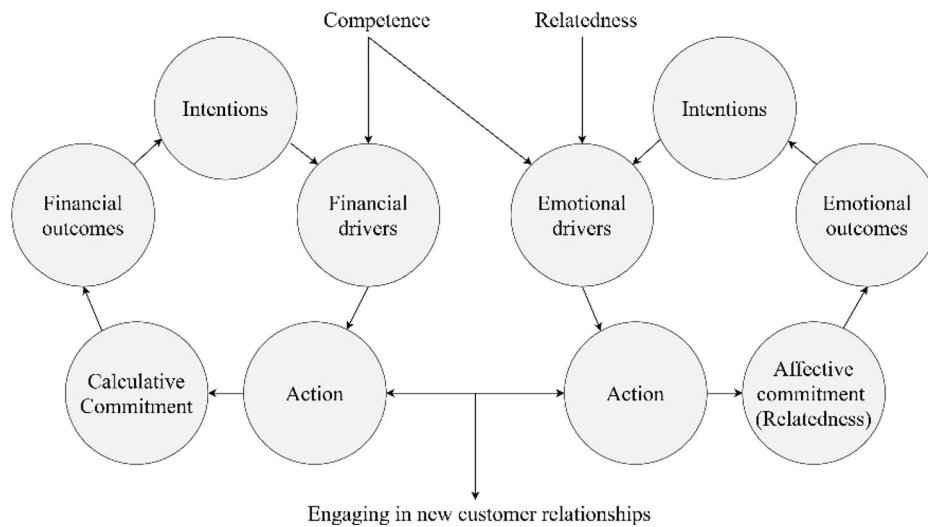 Competence
Relatedness
Intentions
Intentions
Financial
outcomes
Financial
drivers
Emotional
drivers
Emotional
outcomes
Calculative
Commitment
Action
Action
Affective
commitment
(Relatedness)
Engaging in new customer relationships